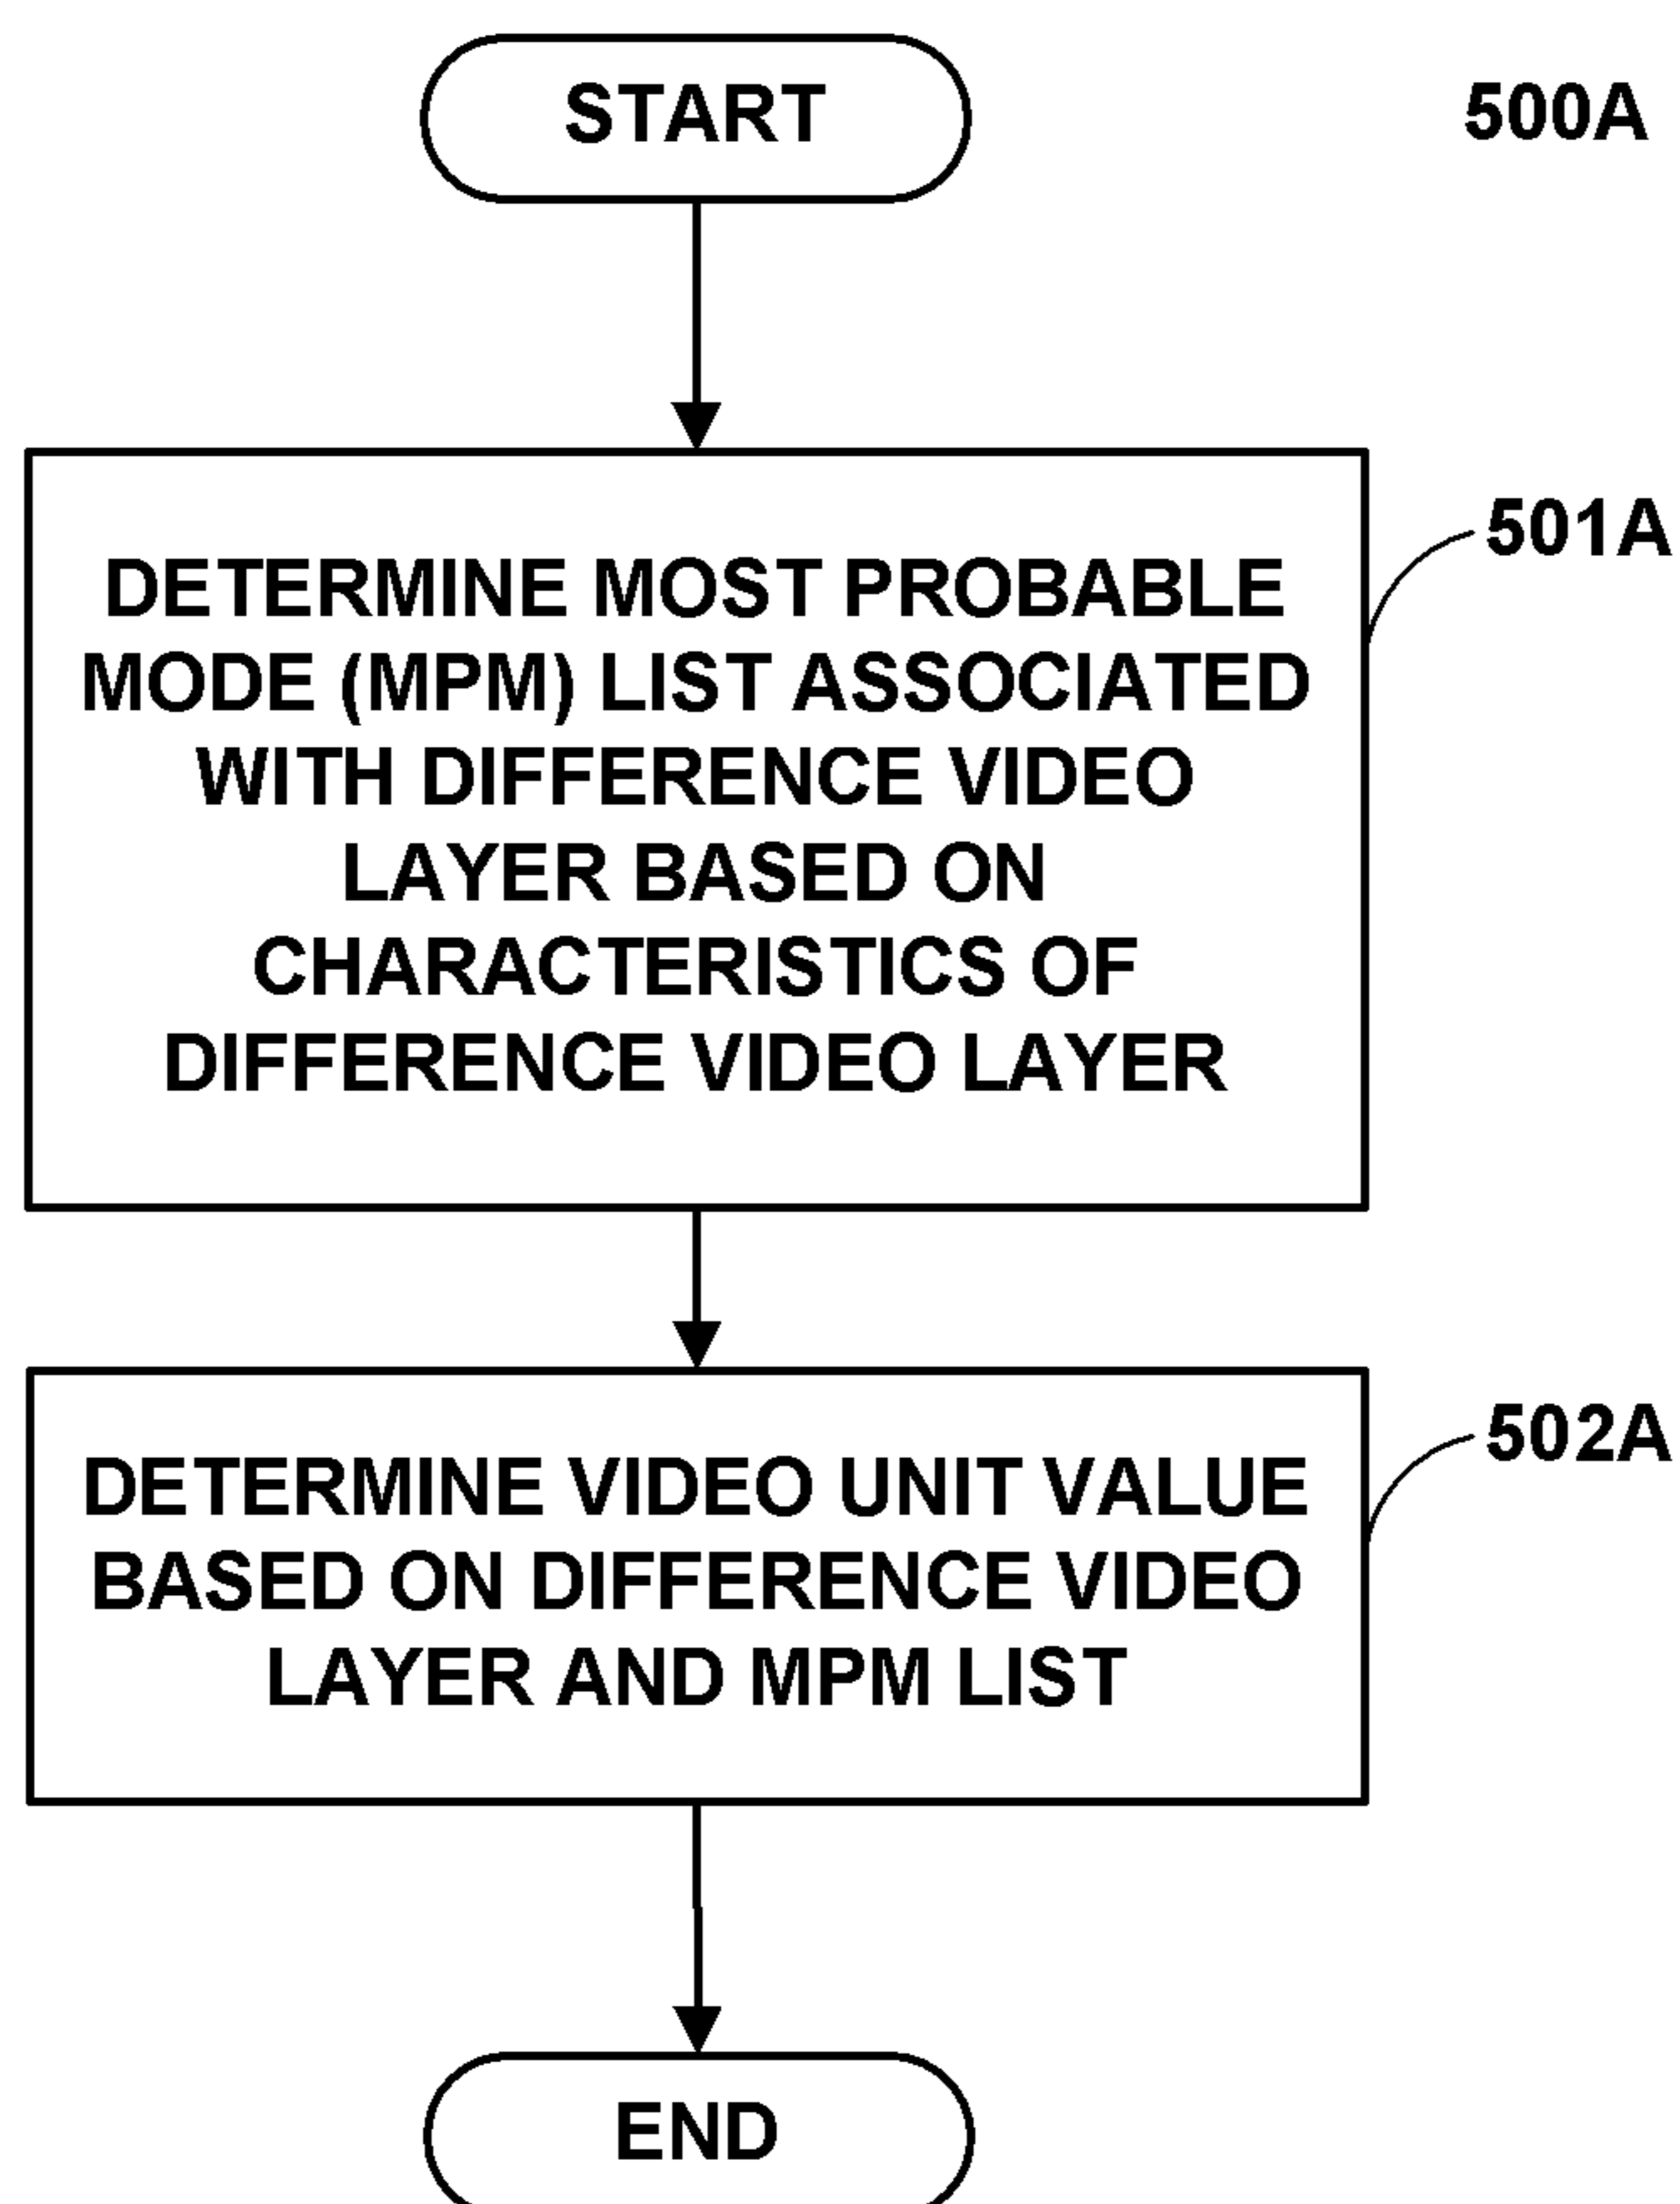 START
500A
501A
DETERMINE MOST PROBABLE
MODE (MPM) LIST ASSOCIATED
WITH DIFFERENCE VIDEO
LAYER BASED ON
CHARACTERISTICS OF
DIFFERENCE VIDEO LAYER
502A
DETERMINE VIDEO UNIT VALUE
BASED ON DIFFERENCE VIDEO
LAYER AND MPM LIST
END